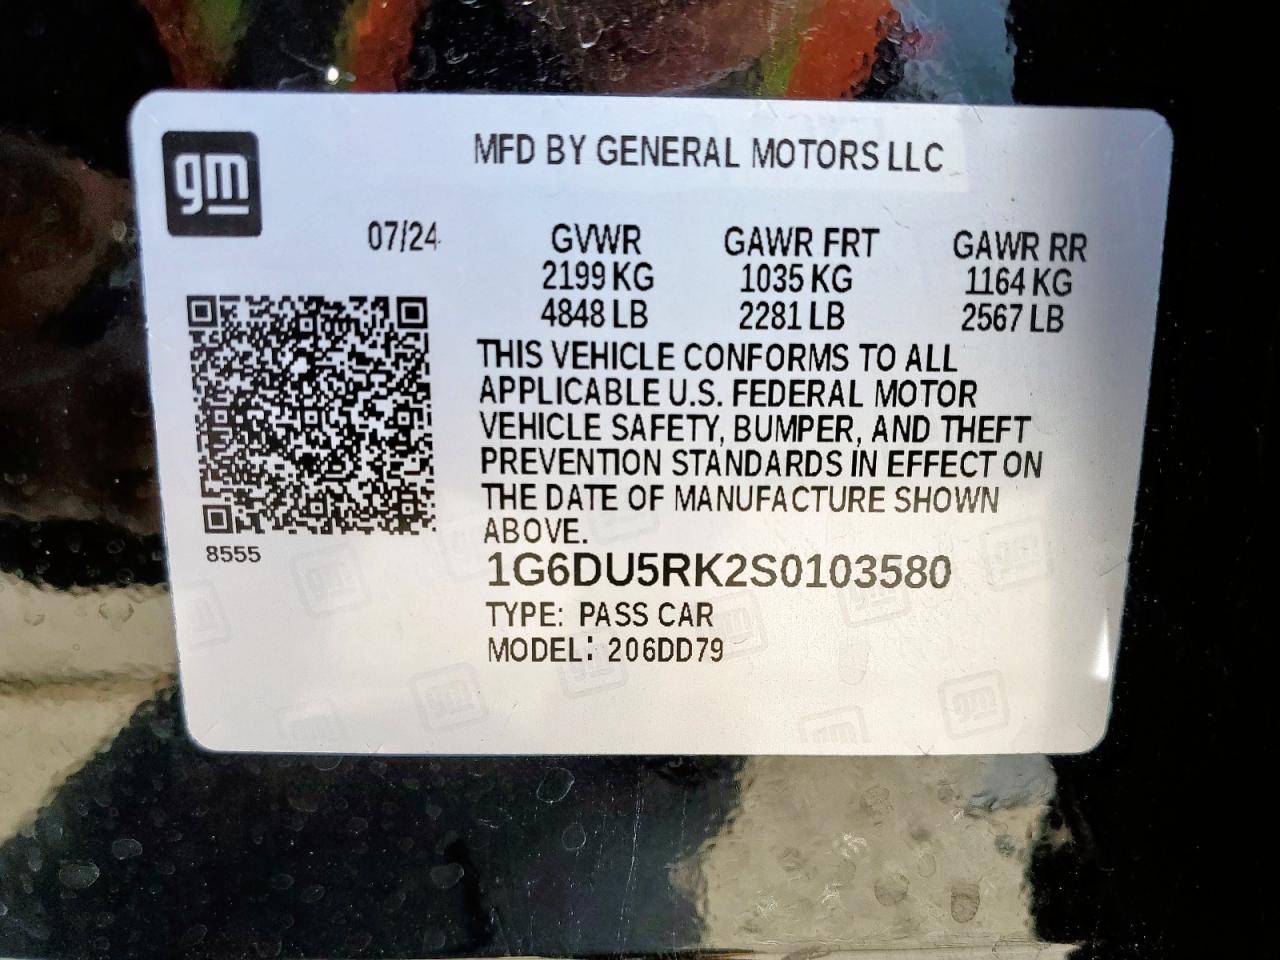 gm
MFD BY GENERAL MOTORS LLC
07/24 GVWR GAWR FRT GAWR RR
2199 KG 1035 KG 1164 KG
4848 LB 2281 LB 2567 LB
THIS VEHICLE CONFORMS TO ALL
APPLICABLE U.S. FEDERAL MOTOR
VEHICLE SAFETY, BUMPER, AND THEFT
PREVENTION STANDARDS IN EFFECT ON
THE DATE OF MANUFACTURE SHOWN
ABOVE.
8555
1G6DU5RK2S0103580
TYPE: PASS CAR
MODEL: 206DD79